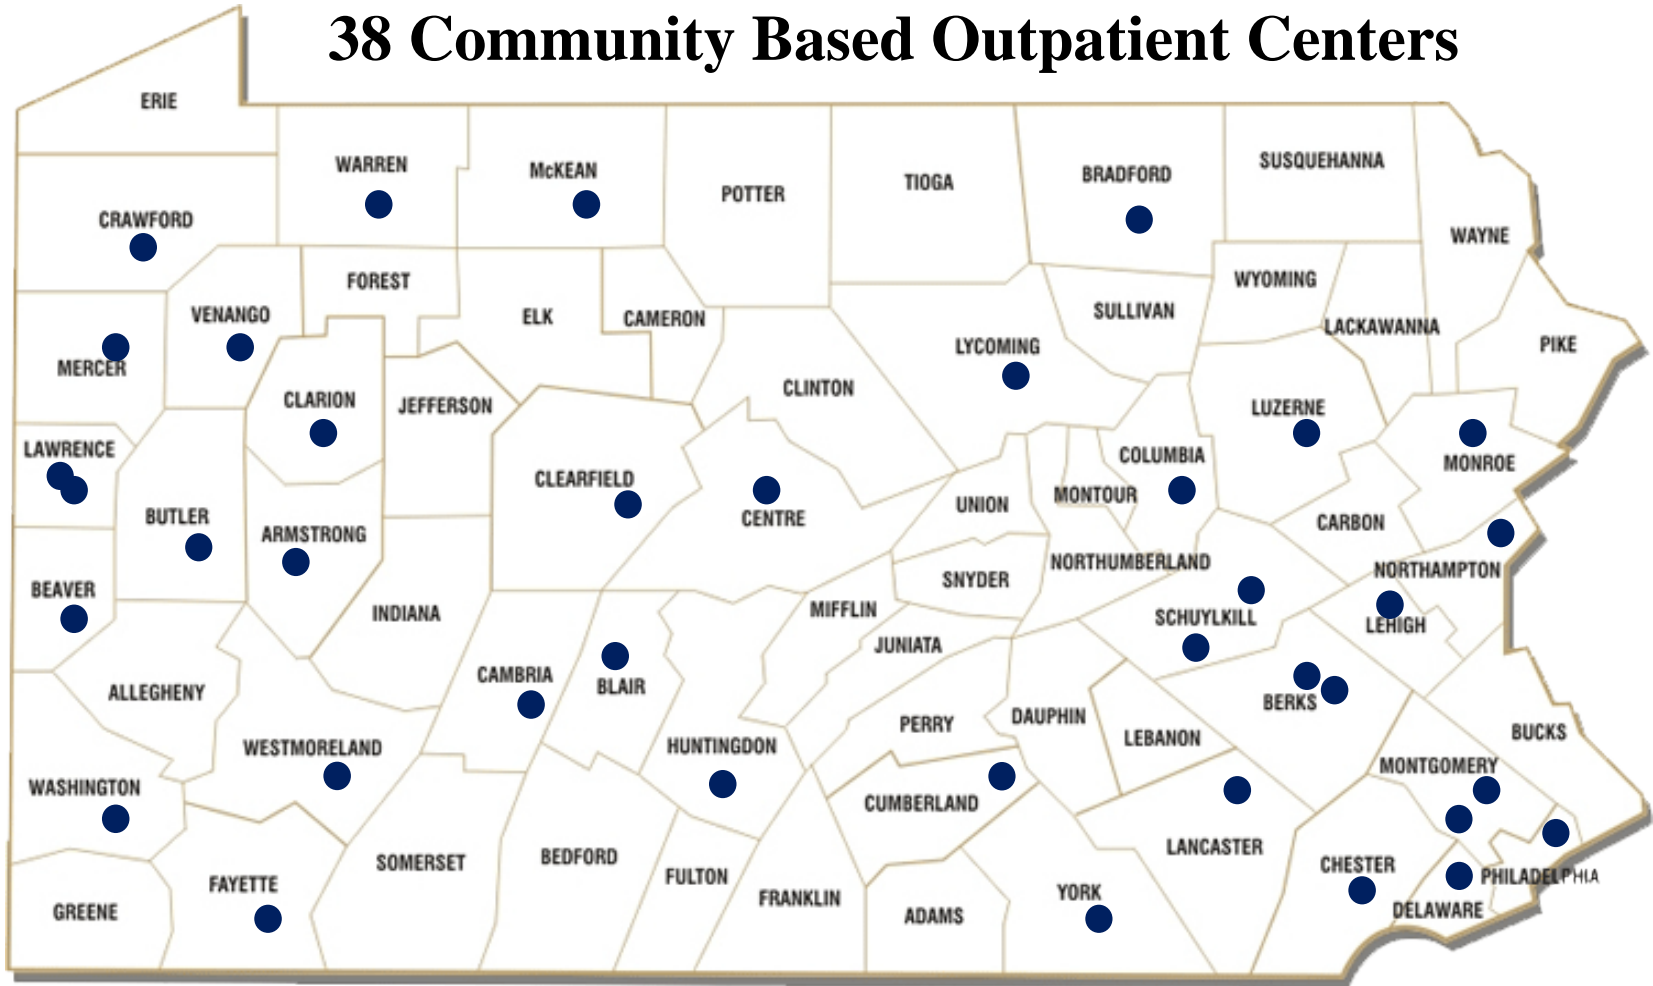 38 Community Based Outpatient Centers
ERIE
WARREN
McKEAN
POTTER
TIOGA
BRADFORD
SUSQUEHANNA
CRAWFORD
WAYNE
FOREST
VENANGO
ELK
CAMERON
SULLIVAN
WYOMING
LACKAWANNA
PIKE
MERCER
LYCOMING
CLINTON
CLARION
JEFFERSON
LUZERNE
LAWRENCE
COLUMBIA
MONROE
CLEARFIELD
CENTRE
UNION
MONTOUR
CARBON
BUTLER
ARMSTRONG
NORTHUMBERLAND
NORTHAMPTON
BEAVER
SNYDER
INDIANA
MIFFLIN
SCHUYLKILL
LEHIGH
JUNIATA
CAMBRIA
BLAIR
ALLEGHENY
BERKS
PERRY
DAUPHIN
LEBANON
BUCKS
WESTMORELAND
HUNTINGDON
MONTGOMERY
WASHINGTON
CUMBERLAND
LANCASTER
SOMERSET
BEDFORD
CHESTER
FULTON
PHILADELPHIA
FAYETTE
FRANKLIN
YORK
GREENE
ADAMS
DELAWARE